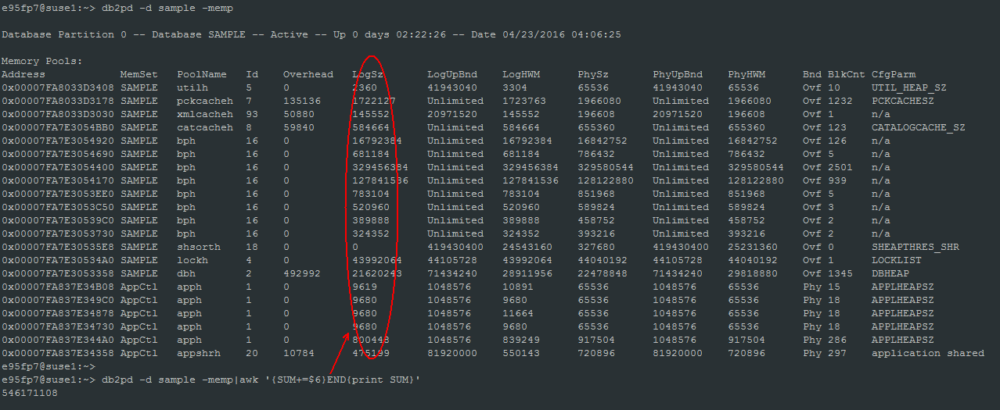 e95fp7@suse1:~> db2pd -d sample -memp
Database Partition 0 -- Database SAMPLE -- Active -- Up 0 days 02:22:26 -- Date 04/23/2016 04:06:25
Memory Pools:
Address MemSet PoolName Id Overhead LogSz LogUpBnd LogHWM PhySz PhyUpBnd PhyHWM Bnd BlkCnt CfgParm
0x00007FA8033D3408 SAMPLE utilh 5 0 2360 41943040 3304 65536 41943040 65536 Ovf 10 UTIL_HEAP_SZ
0x00007FA8033D3178 SAMPLE pckcacheh 7 135136 1722127 Unlimited 1723763 1966080 Unlimited 1966080 Ovf 1232 PCKCACHESZ
0x00007FA8033D3030 SAMPLE xmlcacheh 93 50880 145552 20971520 145552 196608 20971520 196608 Ovf 1 n/a
0x00007FA7E3054BB0 SAMPLE catcacheh 8 59840 584664 Unlimited 584664 655360 Unlimited 655360 Ovf 123 CATALOGCACHE_SZ
0x00007FA7E3054920 SAMPLE bph 16 0 16792384 Unlimited 16792384 16842752 Unlimited 16842752 Ovf 126 n/a
0x00007FA7E3054690 SAMPLE bph 16 0 681184 Unlimited 681184 786432 Unlimited 786432 Ovf 5 n/a
0x00007FA7E3054400 SAMPLE bph 16 0 329456384 Unlimited 329456384 329580544 Unlimited 329580544 Ovf 2501 n/a
0x00007FA7E3054170 SAMPLE bph 16 0 127841536 Unlimited 127841536 128122880 Unlimited 128122880 Ovf 939 n/a
0x00007FA7E3053EE0 SAMPLE bph 16 0 783104 Unlimited 783104 851968 Unlimited 851968 Ovf 5 n/a
0x00007FA7E3053C50 SAMPLE bph 16 0 520960 Unlimited 520960 589824 Unlimited 589824 Ovf 3 n/a
0x00007FA7E30539C0 SAMPLE bph 16 0 389888 Unlimited 389888 458752 Unlimited 458752 Ovf 2 n/a
0x00007FA7E3053730 SAMPLE bph 16 0 324352 Unlimited 324352 393216 Unlimited 393216 Ovf 2 n/a
0x00007FA7E30535E8 SAMPLE shsorth 18 0 0 419430400 24543160 327680 419430400 25231360 Ovf 0 SHEAPTHRES_SHR
0x00007FA7E30534A0 SAMPLE lockh 4 0 43992064 44105728 43992064 44040192 44105728 44040192 Ovf 1 LOCKLIST
0x00007FA7E3053358 SAMPLE dbh 2 492992 21620243 71434240 28911956 22478848 71434240 29818880 Ovf 1345 DBHEAP
0x00007FA837E34B08 AppCtl apph 1 0 9619 1048576 10891 65536 1048576 65536 Phy 15 APPLHEAPSZ
0x00007FA837E349C0 AppCtl apph 1 0 9680 1048576 9680 65536 1048576 65536 Phy 18 APPLHEAPSZ
0x00007FA837E34878 AppCtl apph 1 0 9680 1048576 11664 65536 1048576 65536 Phy 18 APPLHEAPSZ
0x00007FA837E34730 AppCtl apph 1 0 9680 1048576 9680 65536 1048576 65536 Phy 18 APPLHEAPSZ
0x00007FA837E344A0 AppCtl apph 1 0 800448 1048576 839249 917504 1048576 917504 Phy 286 APPLHEAPSZ
0x00007FA837E34358 AppCtl appshrh 20 10784 475199 81920000 550143 720896 81920000 720896 Phy 297 application shared
e95fp7@suse1:~>
e95fp7@suse1:~> db2pd -d sample -memp|awk '{SUM+=$6}END{print SUM}'
546171108